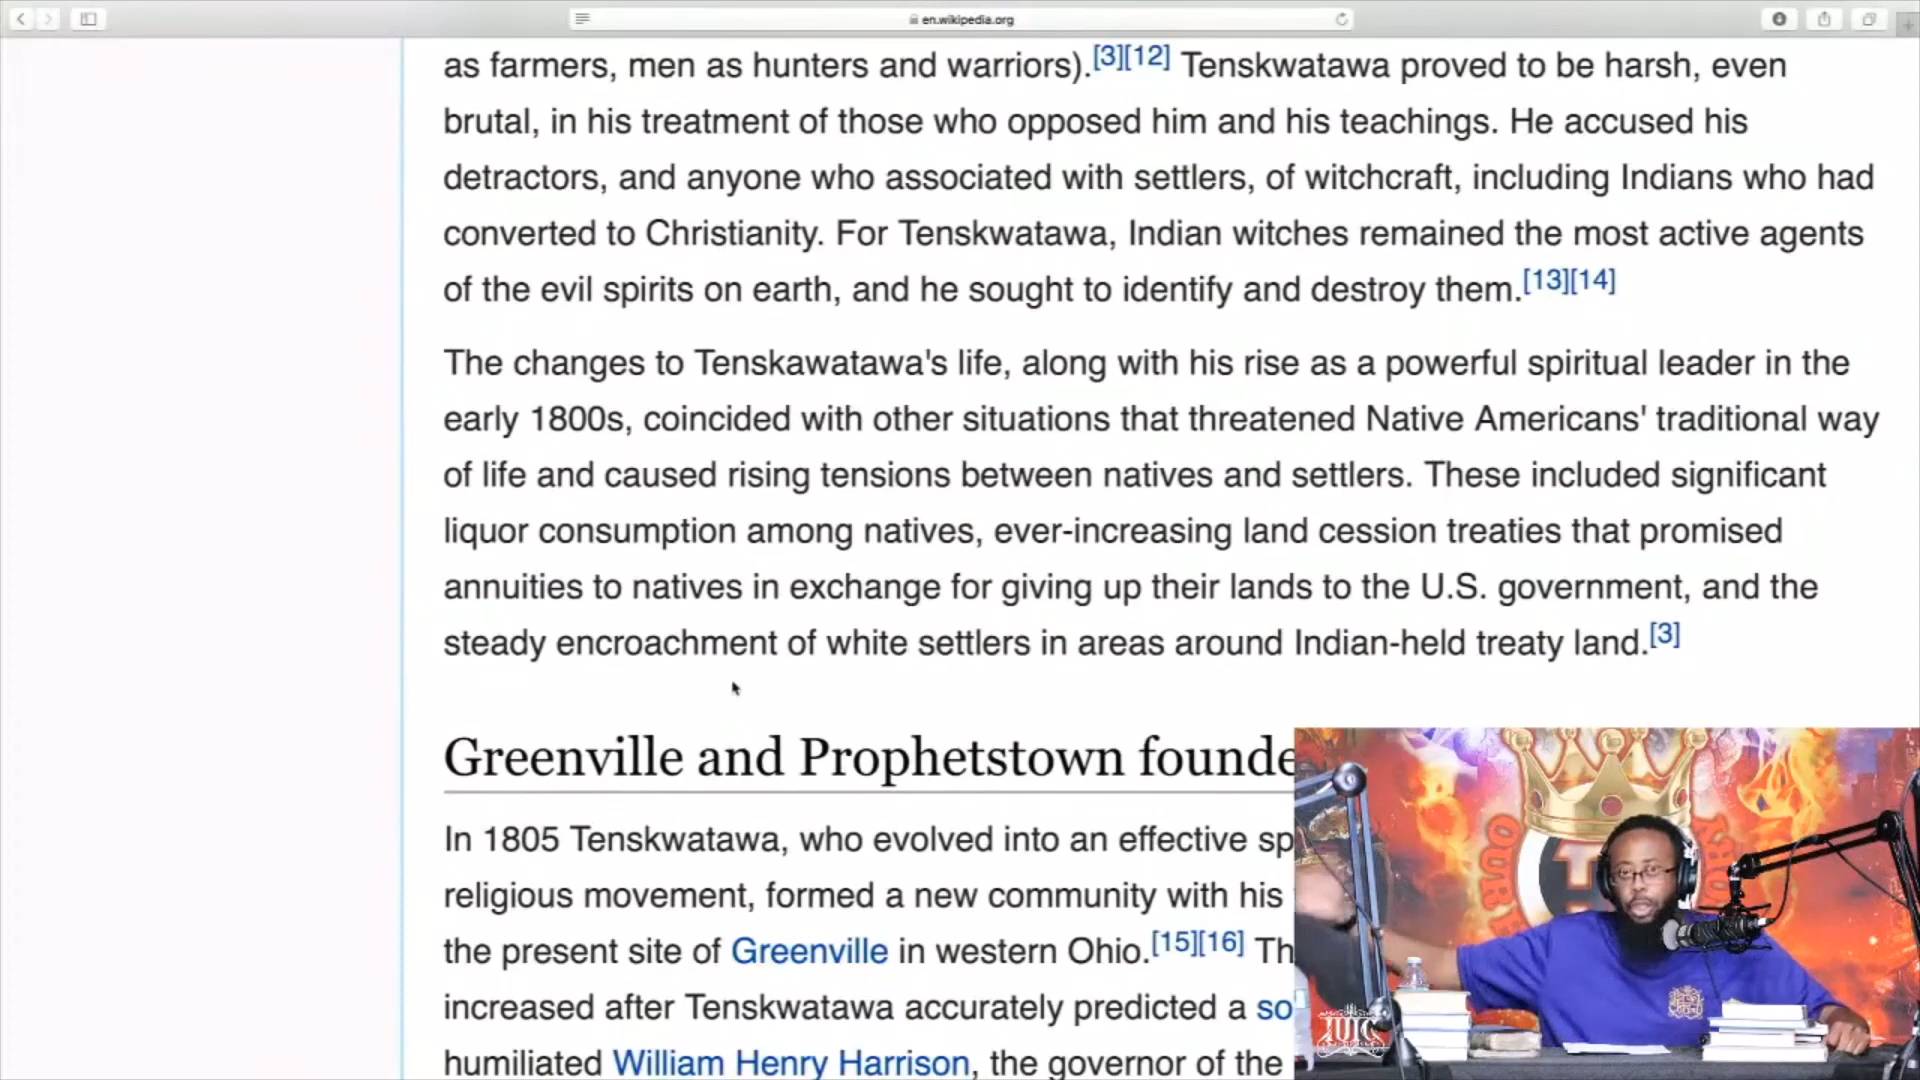 en.wikipedia.org
as farmers, men as hunters and warriors).[3][12] Tenskwatawa proved to be harsh, even
brutal, in his treatment of those who opposed him and his teachings. He accused his
detractors, and anyone who associated with settlers, of witchcraft, including Indians who had
converted to Christianity. For Tenskwatawa, Indian witches remained the most active agents
of the evil spirits on earth, and he sought to identify and destroy them.[13][14]
The changes to Tenskawatawa's life, along with his rise as a powerful spiritual leader in the
early 1800s, coincided with other situations that threatened Native Americans' traditional way
of life and caused rising tensions between natives and settlers. These included significant
liquor consumption among natives, ever-increasing land cession treaties that promised
annuities to natives in exchange for giving up their lands to the U.S. government, and the
steady encroachment of white settlers in areas around Indian-held treaty land.[3]
Greenville and Prophetstown founde
In 1805 Tenskwatawa, who evolved into an effective sp
religious movement, formed a new community with his
the present site of Greenville in western Ohio.[15][16] Th
increased after Tenskwatawa accurately predicted a so
humiliated William Henry Harrison, the governor of the
OUR
IUIC